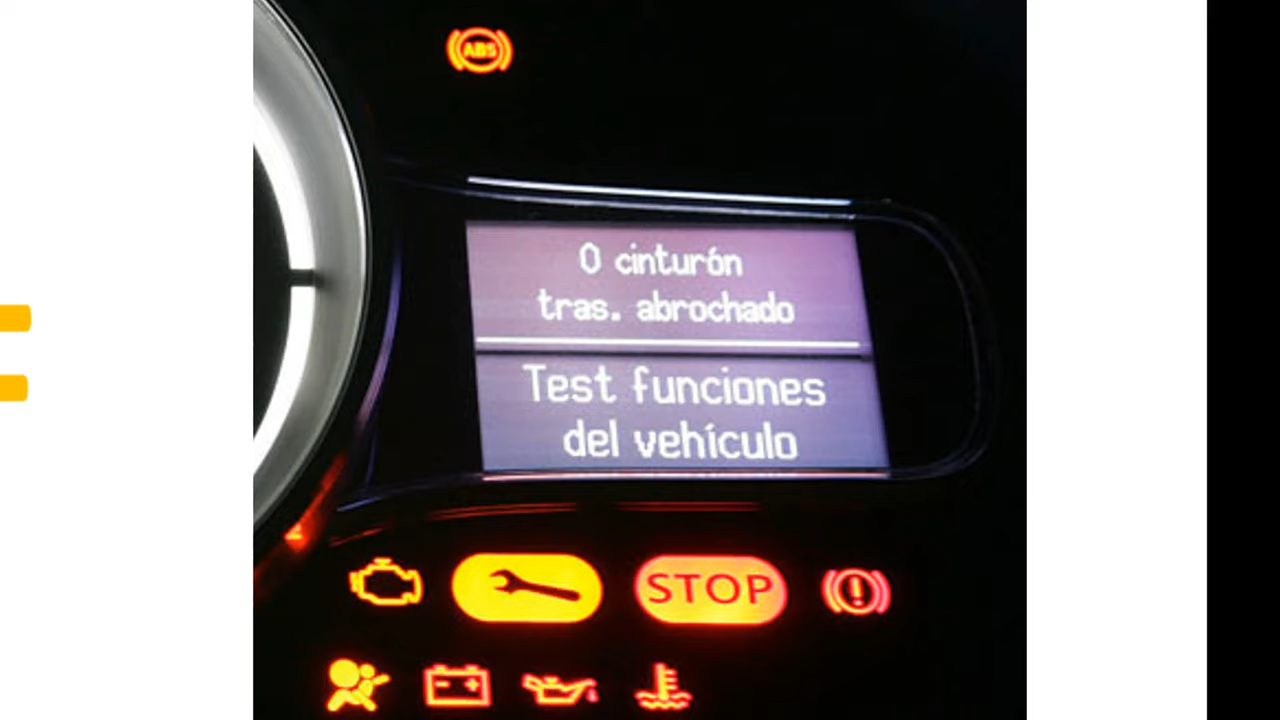 ABS
0 cinturón
tras. abrochado
Test funciones
del vehículo
STOP